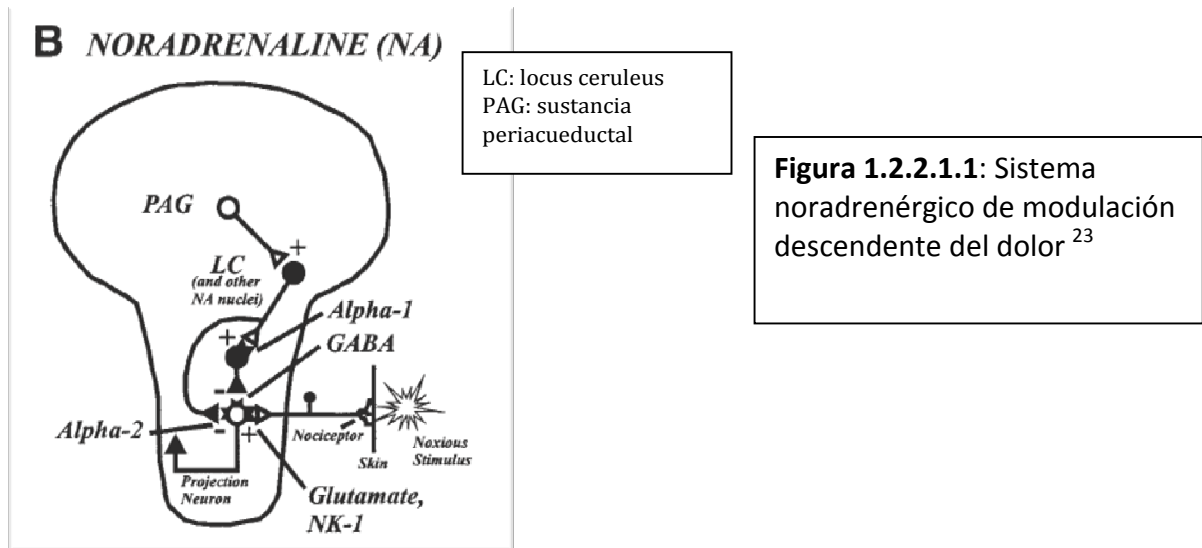 B NORADRENALINE (NA)
LC: locus ceruleus
PAG: sustancia
periacueductal
Figura 1.2.2.1.1: Sistema
noradrenérgico de modulación
descendente del dolor 23
PAG
+
LC
(and other
NA nuclei)
Alpha-1
+
GABA
-
Alpha-2
-
+
Nociceptor
Skin
Noxious
Stimulus
Projection
Neuron
Glutamate,
NK-1